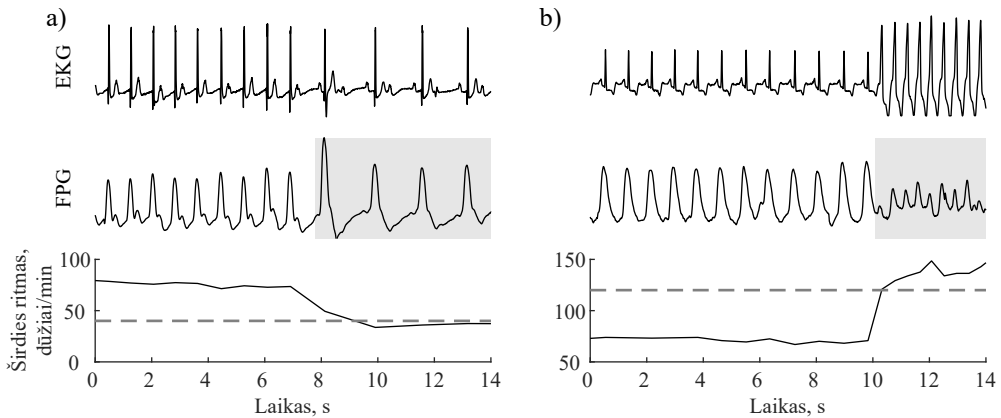 a)
b)
EKG
FPG
Širdies ritmas,
dūžiai/min
100
50
0
0 2 4 6 8 10 12 14
Laikas, s
150
100
50
0 2 4 6 8 10 12 14
Laikas, s